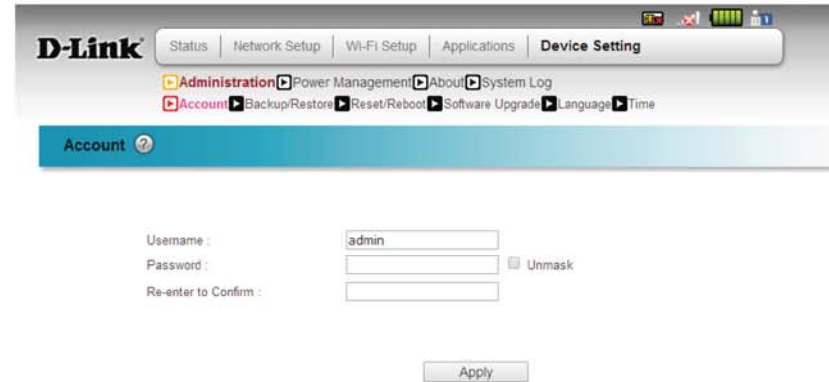 D-Link
Status | Network Setup | Wi-Fi Setup | Applications | Device Setting
Administration Power Management About System Log
Account Backup/Restore Reset/Reboot Software Upgrade Language Time
Account ?
Username : admin
Password : Unmask
Re-enter to Confirm :
Apply